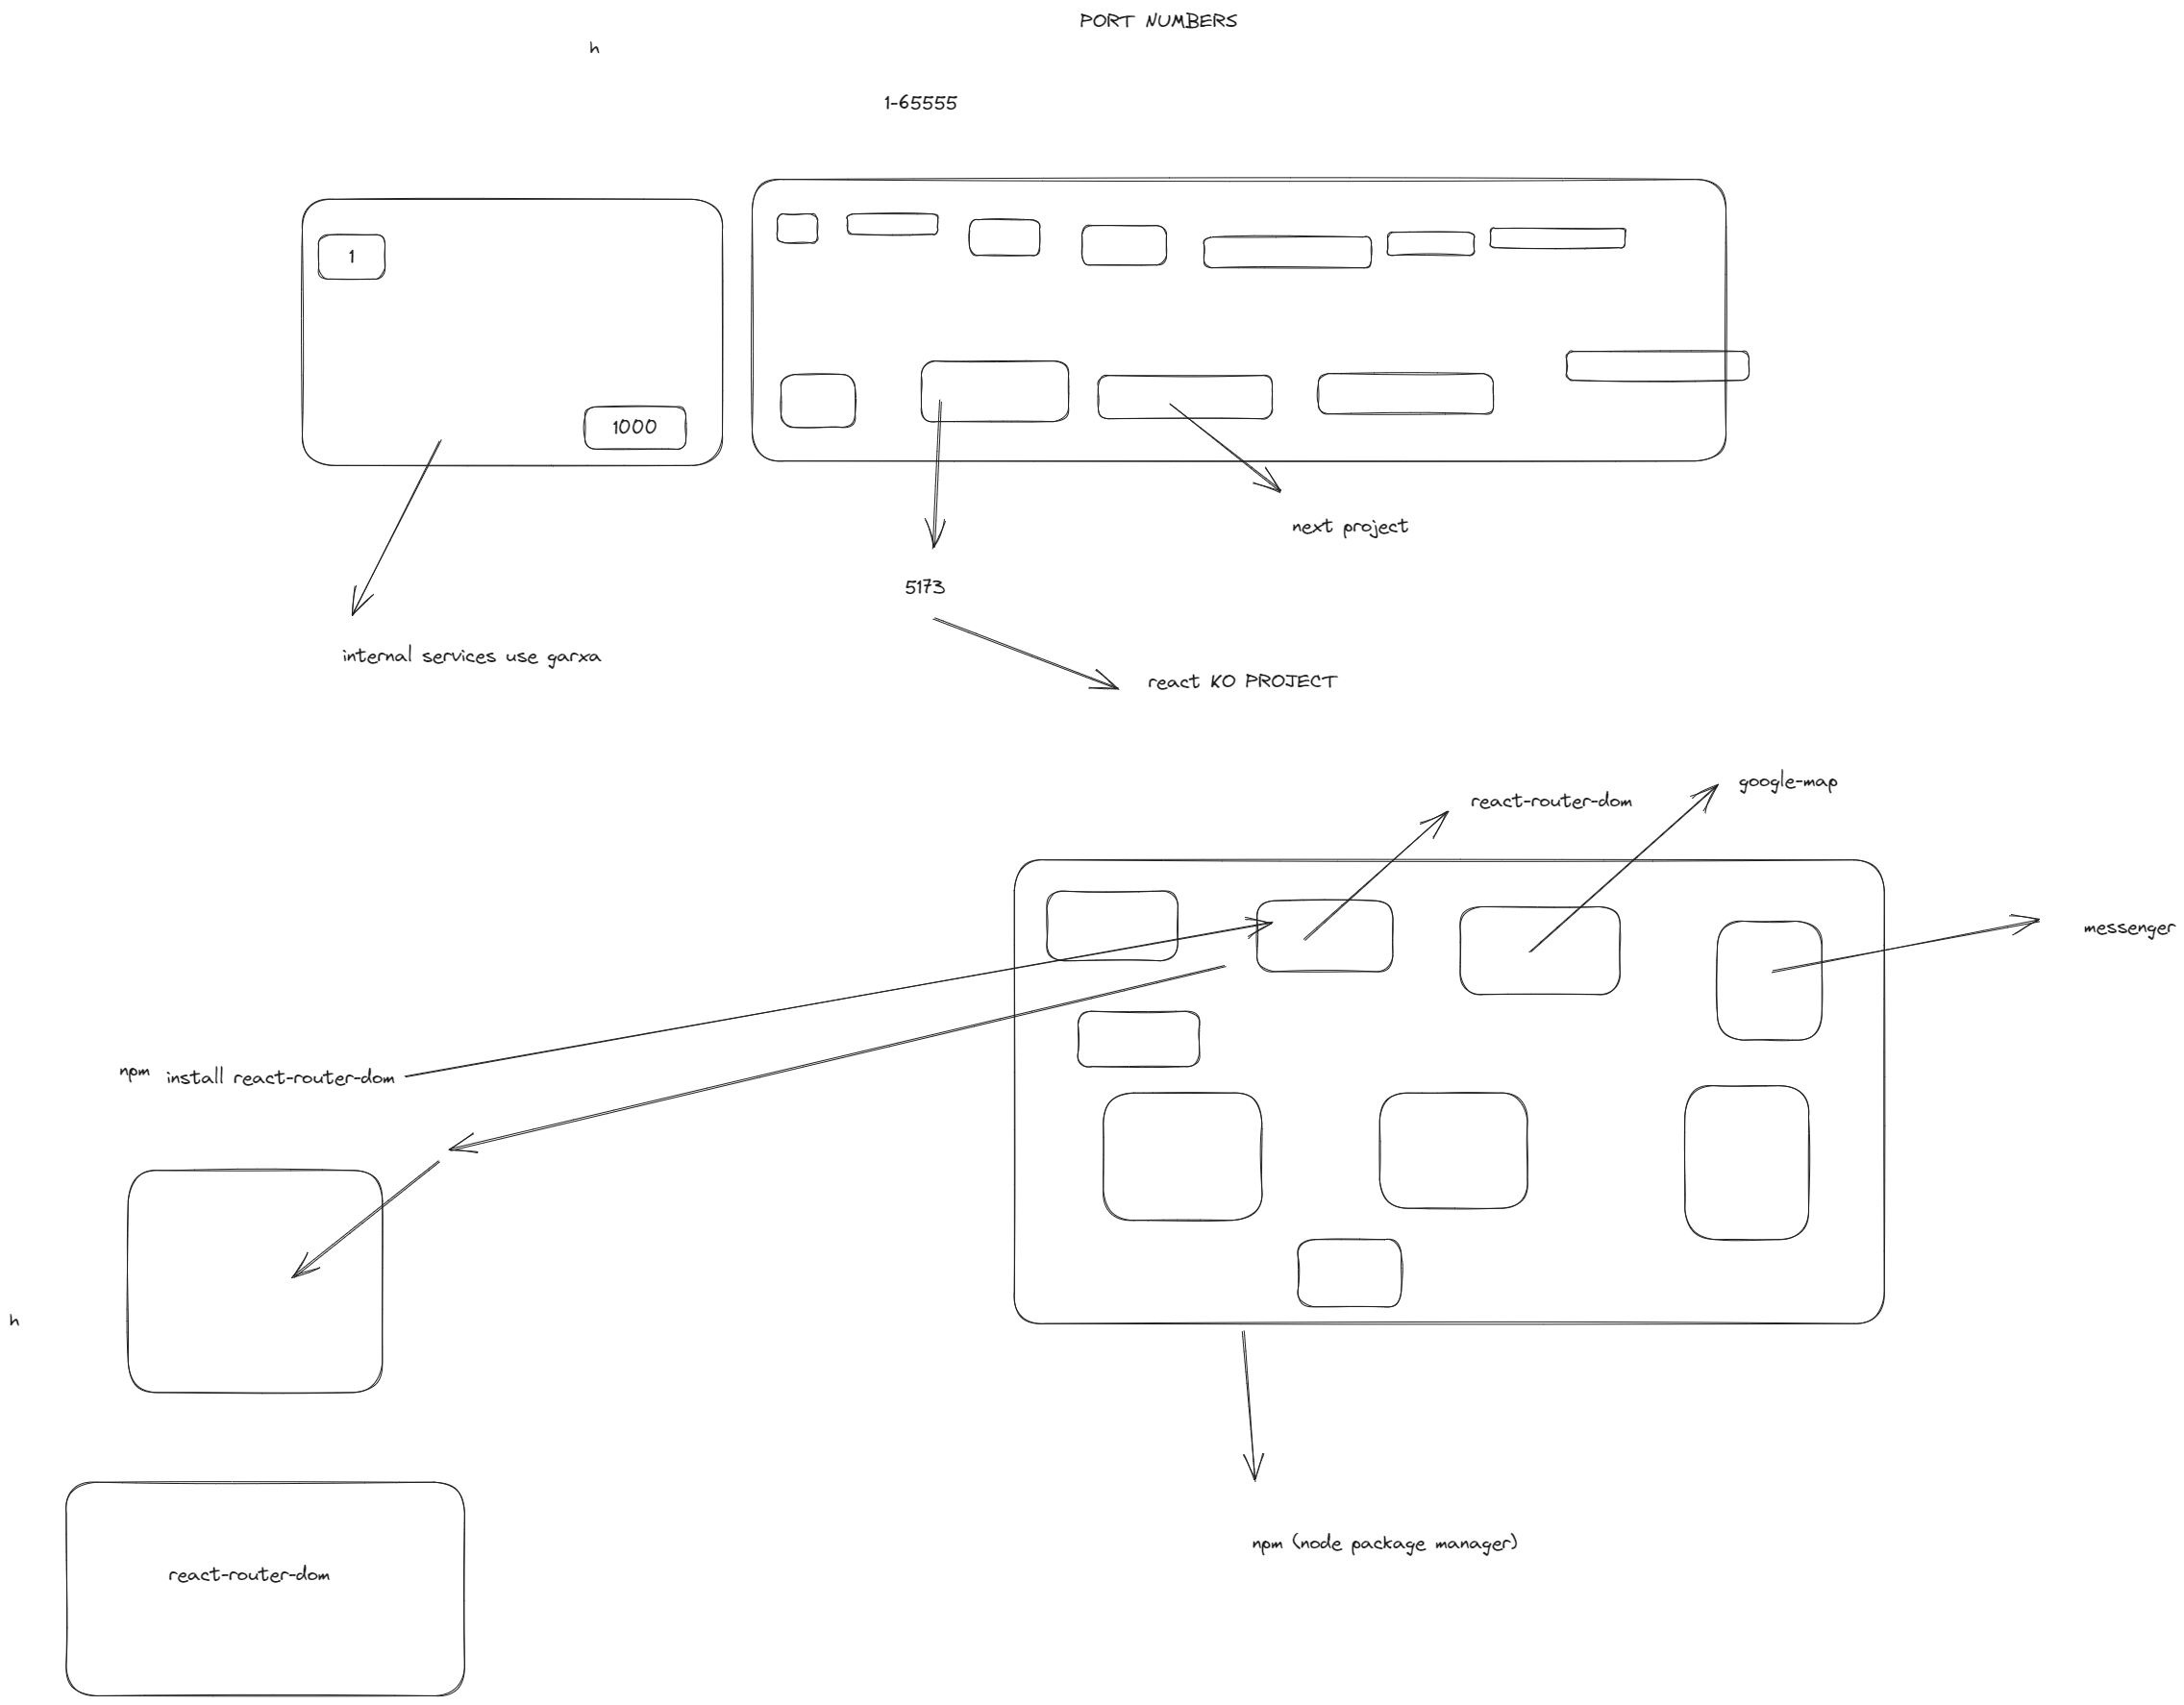 PORT NUMBERS
h
1-65555
1
1000
next project
5173
internal services use garxa
react KO PROJECT
google-map
react-router-dom
messenger
npm install react-router-dom
h
npm (node package manager)
react-router-dom